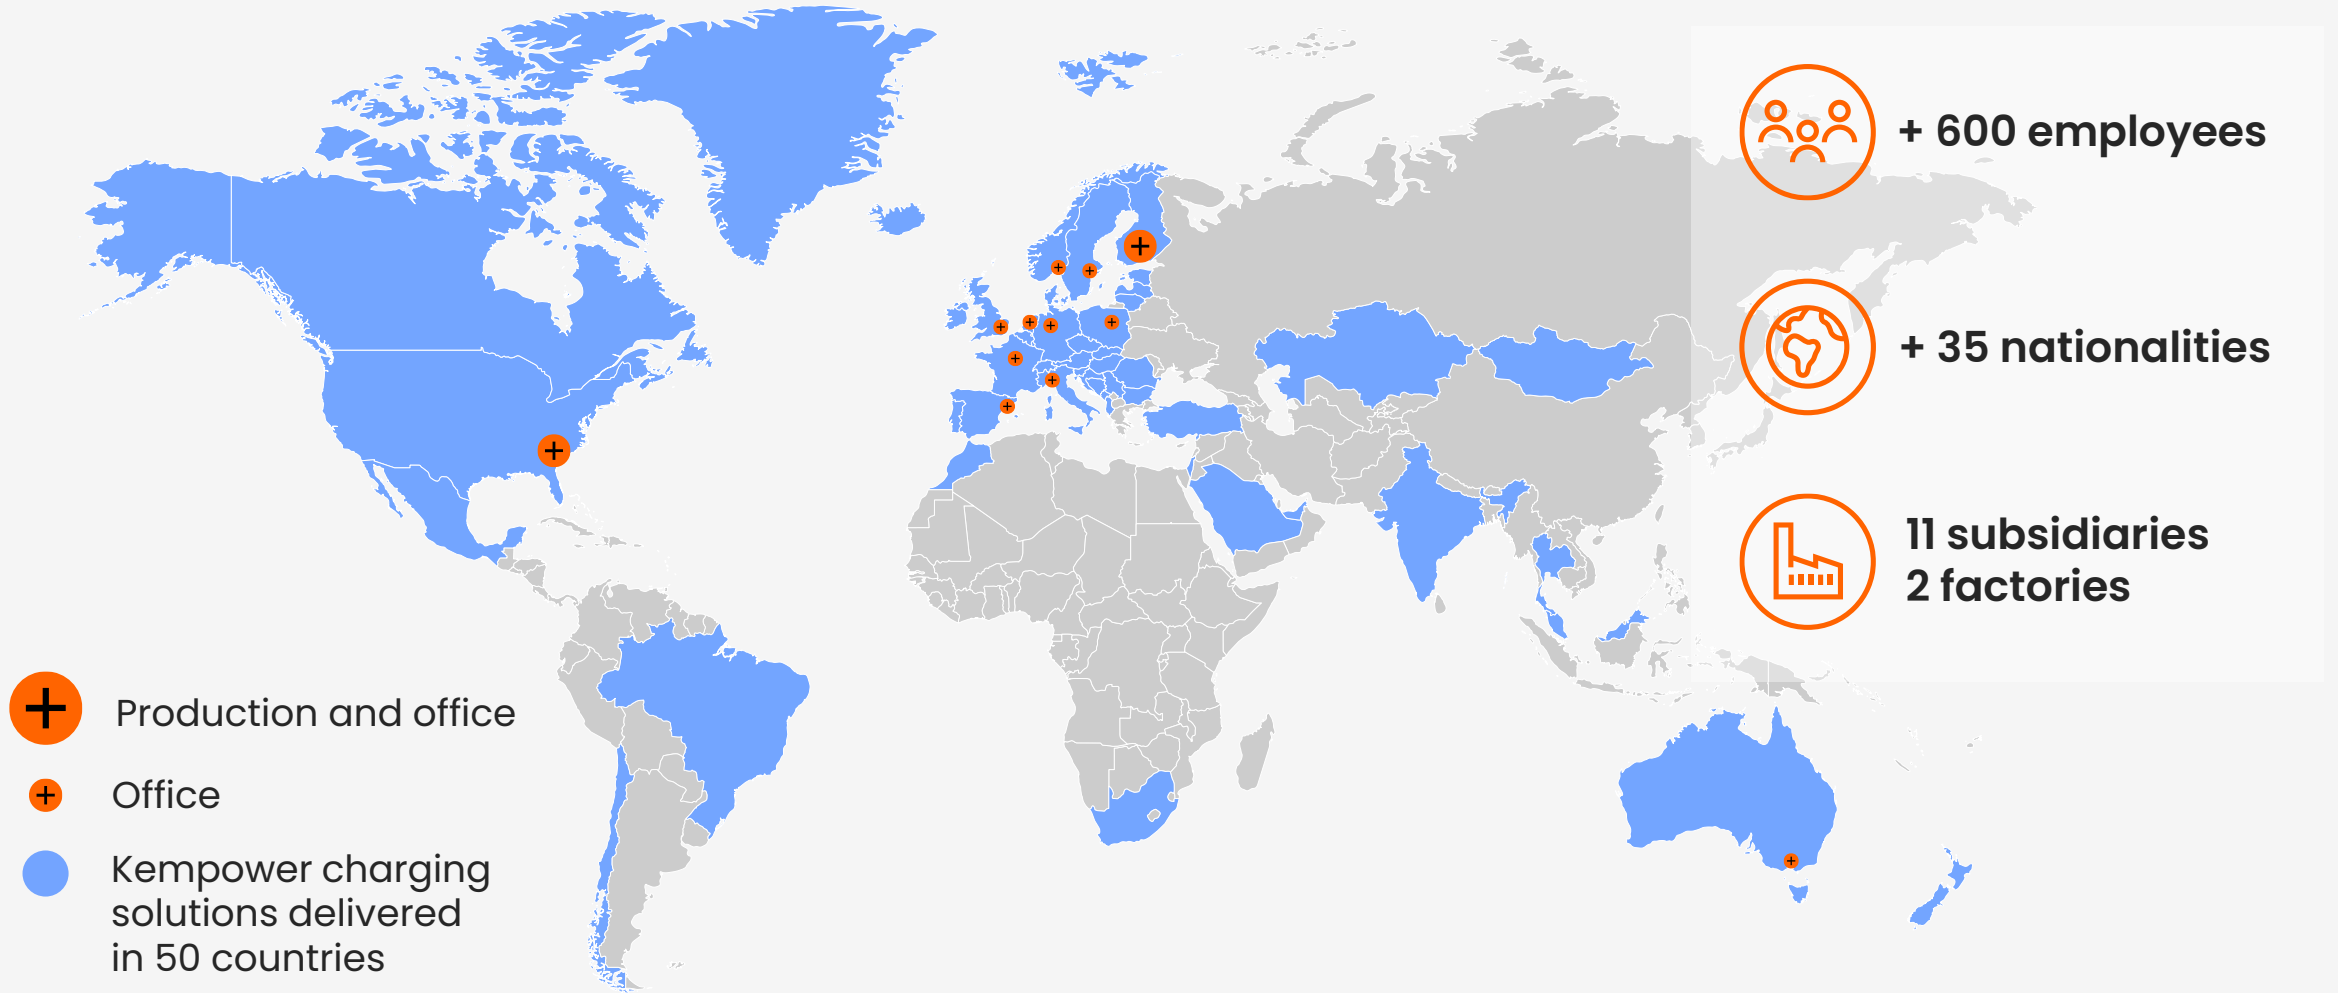 + 600 employees
+ 35 nationalities
11 subsidiaries
2 factories
Production and office
Office
Kempower charging
solutions delivered
in 50 countries